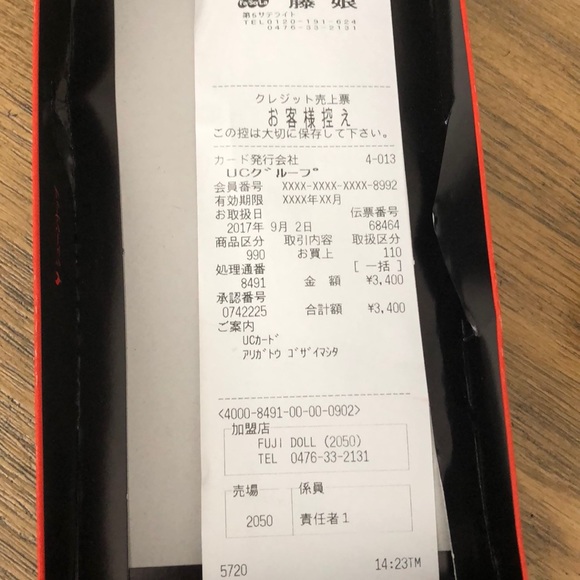 藤娘
第5サテライト
TEL0120-191-624
0476-33-2131
クレジット売上票
お客様控え
この控は大切に保存して下さい。
カード発行会社 4-013
UCグループ
会員番号 XXXX-XXXX-XXXX-8992
有効期限 XXXX年XX月
お取扱日 伝票番号
2017年 9月 2日 68464
商品区分 取引内容 取扱区分
990 お買上 110
処理通番 [ 一括 ]
8491 金 額 ¥3,400
承認番号
0742225 合計額 ¥3,400
ご案内
UCカード
アリガトウ ゴザイマシタ
<4000-8491-00-00-0902>
加盟店
FUJI DOLL (2050)
TEL 0476-33-2131
売場 係員
2050 責任者1
5720 14:23TM